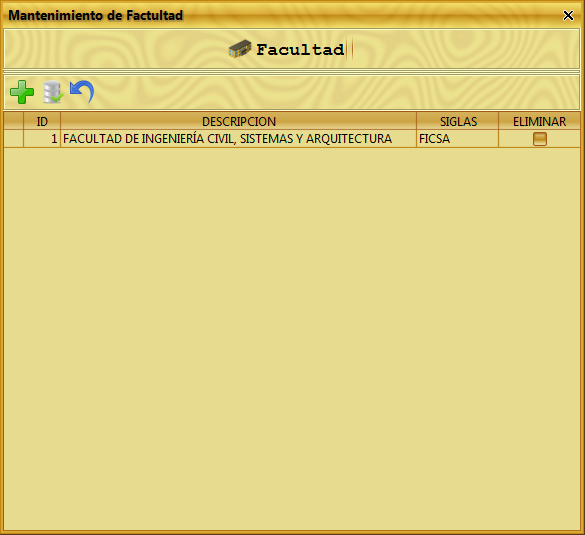 Mantenimiento de Factultad
Facultad
ID DESCRIPCION SIGLAS ELIMINAR
1 FACULTAD DE INGENIERÍA CIVIL, SISTEMAS Y ARQUITECTURA FICSA